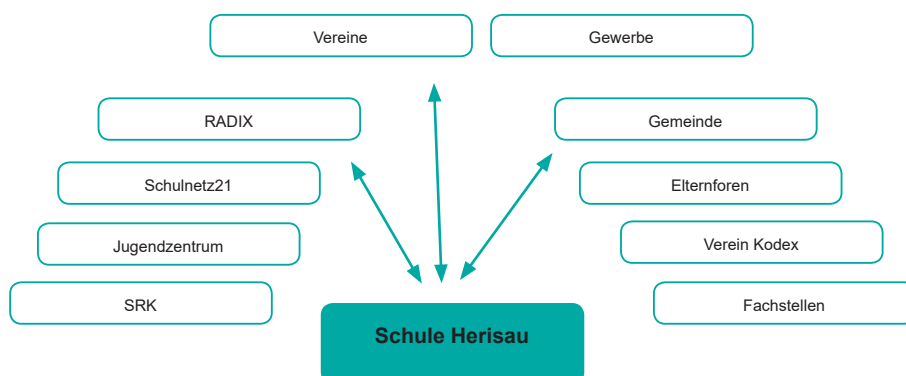 Vereine
Gewerbe
RADIX
Gemeinde
Schulnetz21
Elternforen
Jugendzentrum
Verein Kodex
SRK
Fachstellen
Schule Herisau